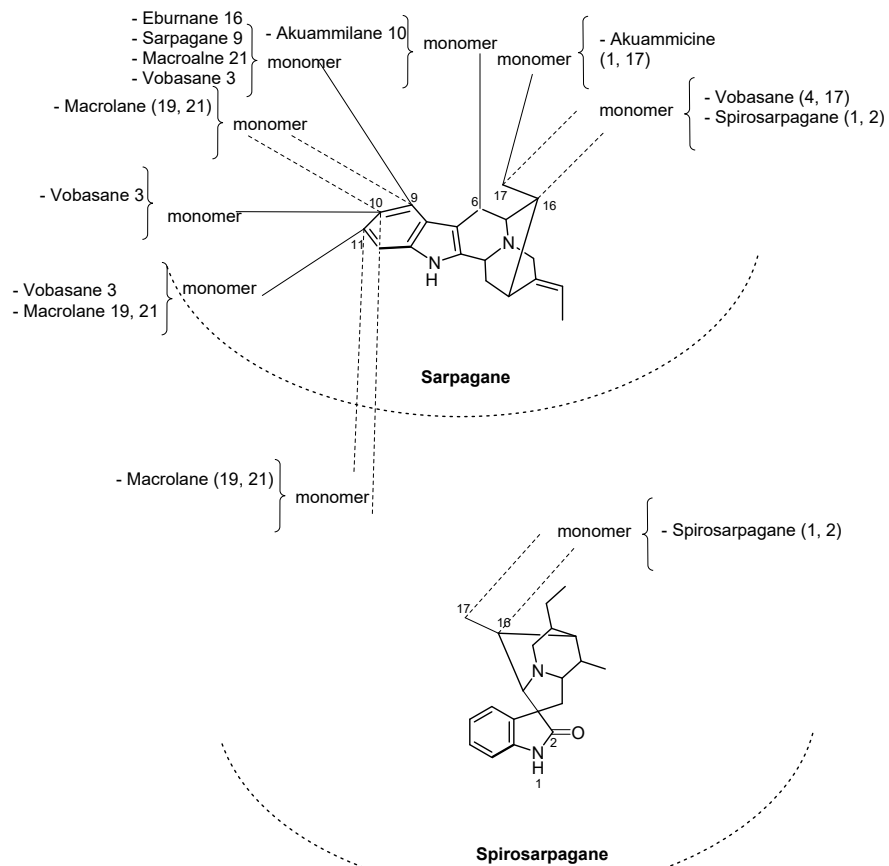 - Eburnane 16
- Sarpagane 9
- Macroalne 21
- Vobasane 3
monomer
- Akuammilane 10
monomer
monomer
- Akuammicine
(1, 17)
- Macrolane (19, 21)
monomer
monomer
- Vobasane (4, 17)
- Spirosarpagane (1, 2)
- Vobasane 3
monomer
10
9
6
17
16
11
N
N
H
- Vobasane 3
- Macrolane 19, 21
monomer
Sarpagane
- Macrolane (19, 21)
monomer
monomer
- Spirosarpagane (1, 2)
17
16
N
2
O
N
H
1
Spirosarpagane